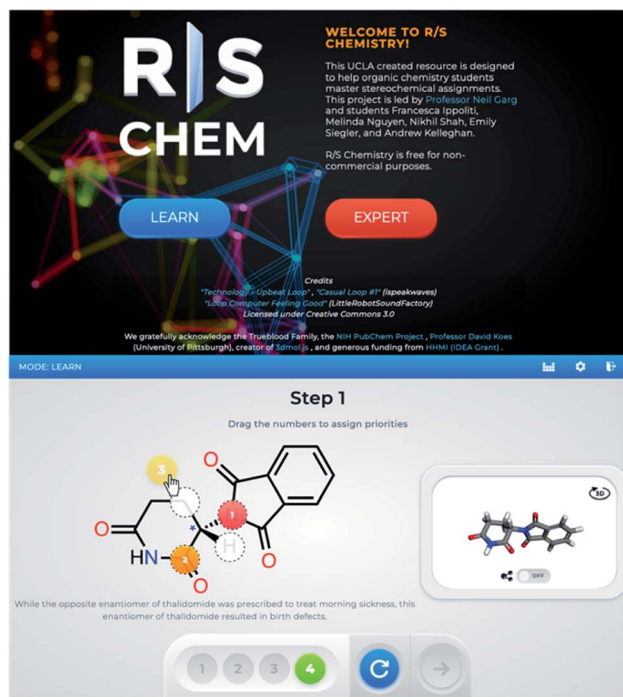 R|S
CHEM
WELCOME TO R/S
CHEMISTRY!
This UCLA created resource is designed
to help organic chemistry students
master stereochemical assignments.
This project is led by Professor Neil Garg
and students Francesca Ippoliti,
Melinda Nguyen, Nikhil Shah, Emily
Siegler, and Andrew Kelleghan.
R/S Chemistry is free for non-
commercial purposes.
LEARN
EXPERT
Credits
"Technology - Upbeat Loop" , "Casual Loop #1" (ispeakwaves)
"Loop Computer Feeling Good" (LittleRobotSoundFactory)
Licensed under Creative Commons 3.0
We gratefully acknowledge the Trueblood Family, the NIH PubChem Project , Professor David Koes
(University of Pittsburgh), creator of 3dmol.js , and generous funding from HHMI (IDEA Grant) .
MODE: LEARN
Step 1
Drag the numbers to assign priorities
3
O
O
1
O
*
H
HN
2
O
O
3D
OFF
While the opposite enantiomer of thalidomide was prescribed to treat morning sickness, this
enantiomer of thalidomide resulted in birth defects.
1 2 3 4